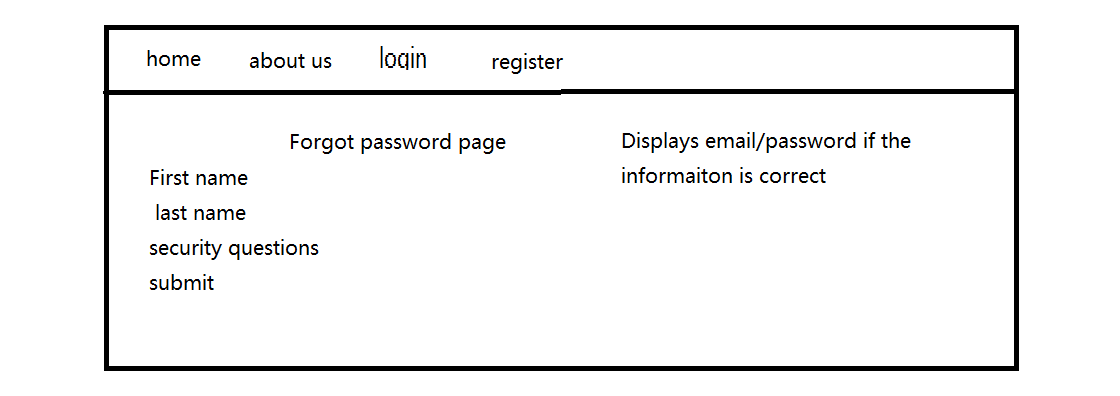 home about us login register
Forgot password page
First name
last name
security questions
submit
Displays email/password if the
informaiton is correct